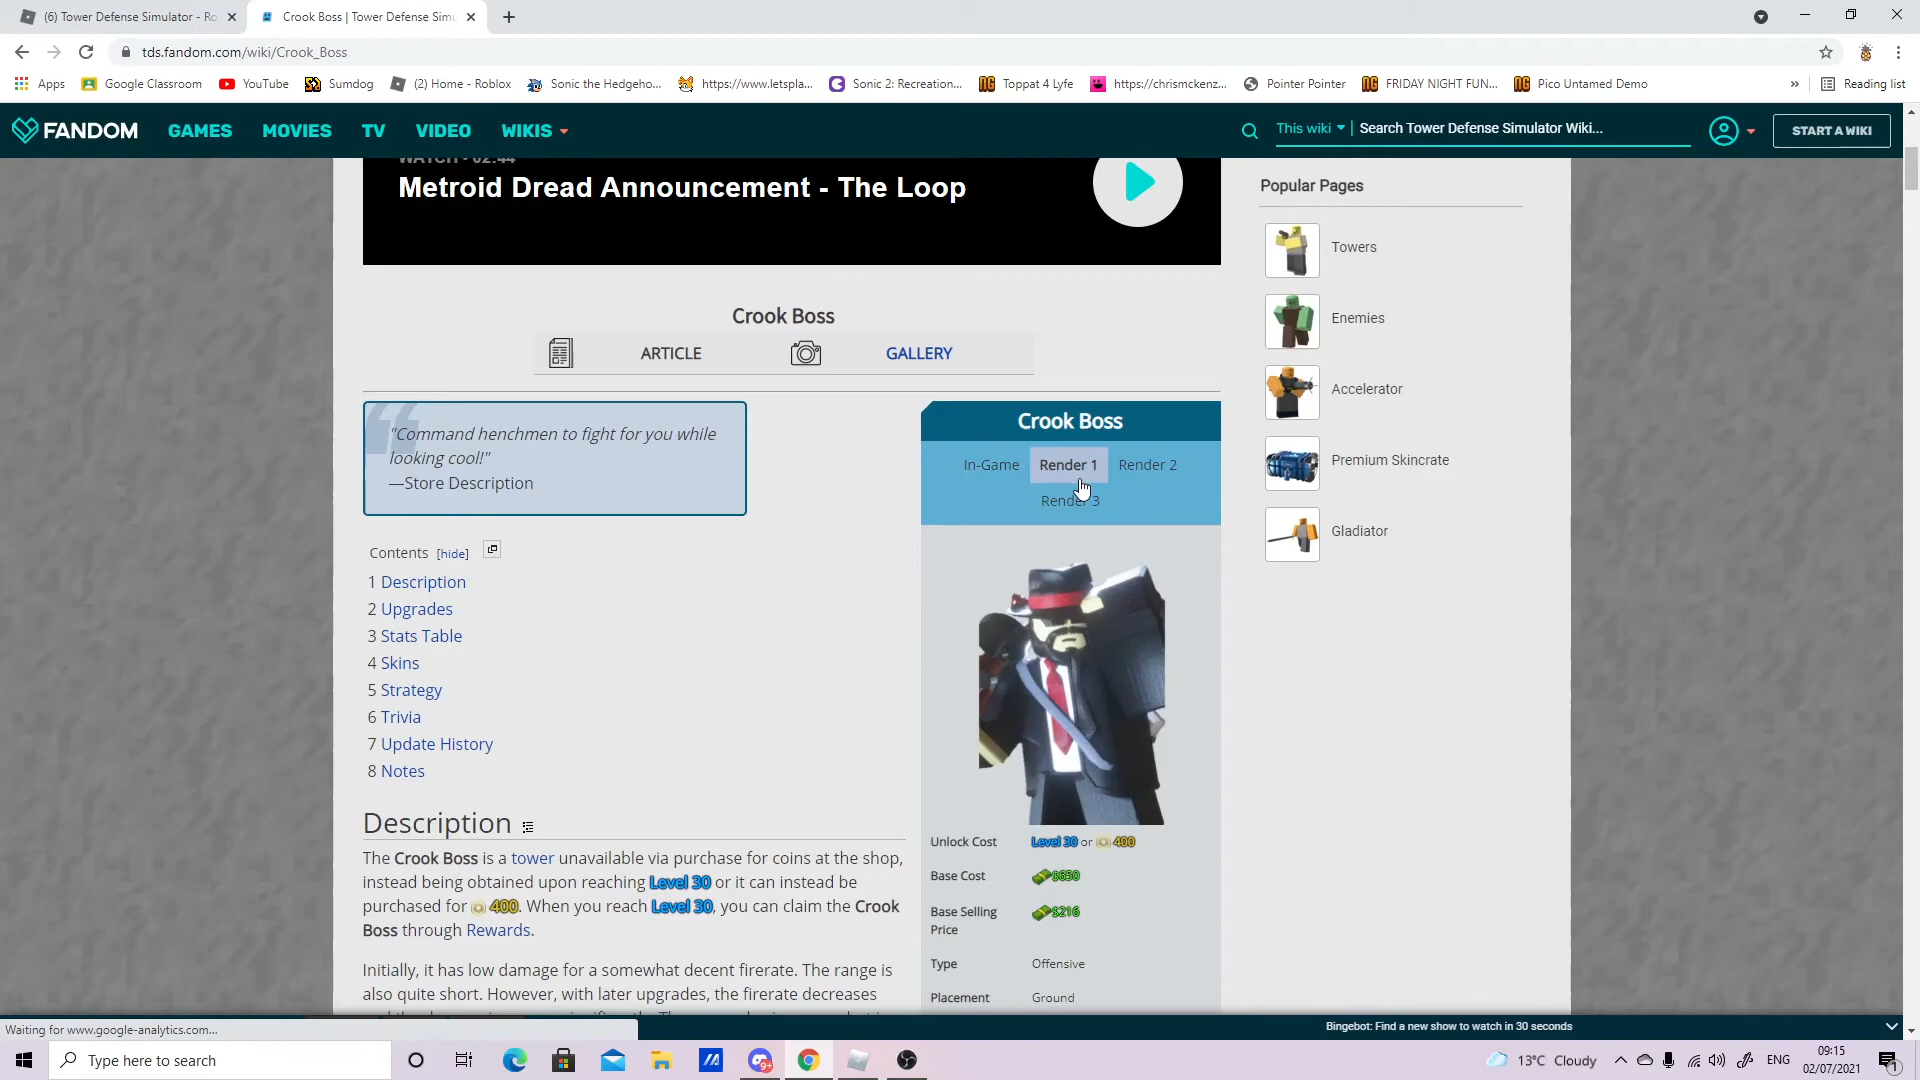 (6) Tower Defense Simulator - Ro
Crook Boss | Tower Defense Simu
tds.fandom.com/wiki/Crook_Boss
Apps
Google Classroom
YouTube
Sumdog
(2) Home - Roblox
Sonic the Hedgeho...
https://www.letspla...
Sonic 2: Recreation...
Toppat 4 Lyfe
https://chrismckenz...
Pointer Pointer
FRIDAY NIGHT FUN...
Pico Untamed Demo
»
Reading list
FANDOM
GAMES
MOVIES
TV
VIDEO
WIKIS
This wiki
Search Tower Defense Simulator Wiki...
START A WIKI
WATCH • 02:44
Metroid Dread Announcement - The Loop
Popular Pages
Towers
Enemies
Accelerator
Premium Skincrate
Gladiator
Crook Boss
ARTICLE
GALLERY
"Command henchmen to fight for you while
looking cool!"
—Store Description
Contents [hide]
1 Description
2 Upgrades
3 Stats Table
4 Skins
5 Strategy
6 Trivia
7 Update History
8 Notes
Description
The Crook Boss is a tower unavailable via purchase for coins at the shop,
instead being obtained upon reaching Level 30 or it can instead be
purchased for 400. When you reach Level 30, you can claim the Crook
Boss through Rewards.
Initially, it has low damage for a somewhat decent firerate. The range is
also quite short. However, with later upgrades, the firerate decreases
Crook Boss
In-Game
Render 1
Render 2
Render 3
Unlock Cost
Level 30 or 400
Base Cost
$650
Base Selling
Price
$216
Type
Offensive
Placement
Ground
Waiting for www.google-analytics.com...
Bingebot: Find a new show to watch in 30 seconds
Type here to search
9+
13°C Cloudy
ENG
09:15
02/07/2021
1